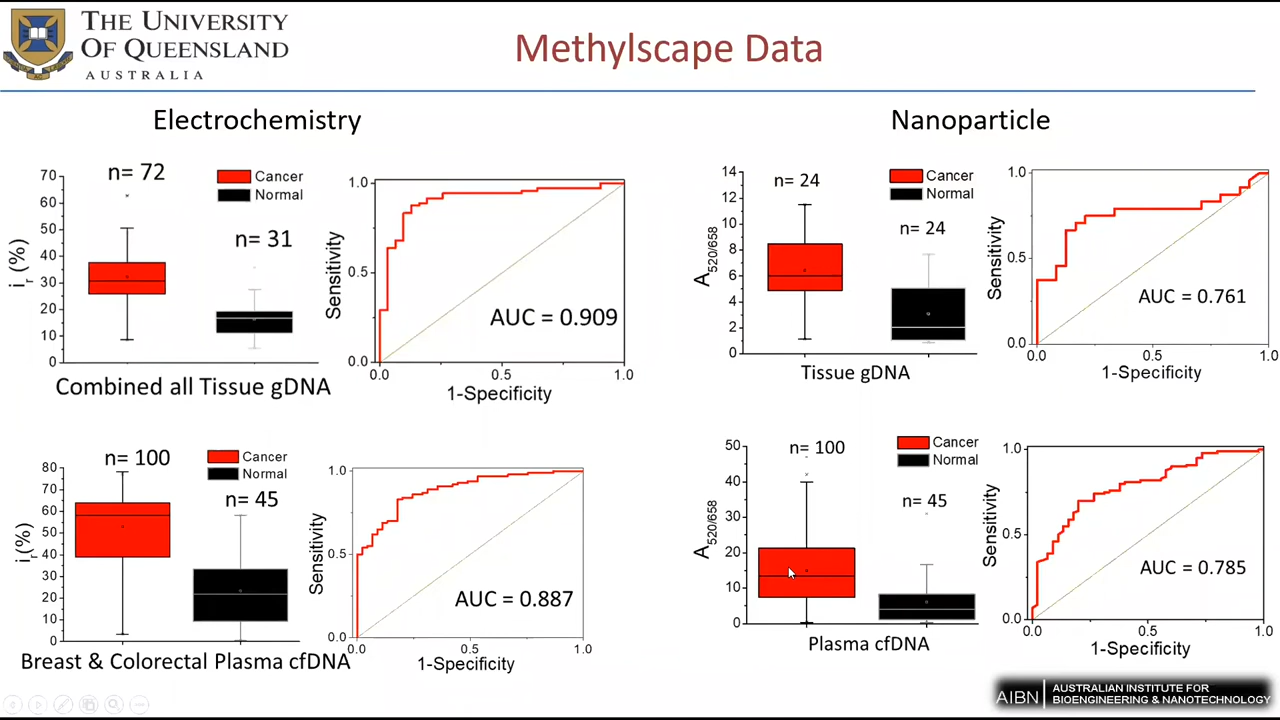 THE UNIVERSITY
OF QUEENSLAND
AUSTRALIA
Methylscape Data
Electrochemistry
Nanoparticle
n= 72
Cancer
Normal
n= 31
70
60
50
40
30
20
10
0
ir (%)
Combined all Tissue gDNA
1.0
0.5
0.0
Sensitivity
AUC = 0.909
0.0 0.5 1.0
1-Specificity
n= 24
Cancer
Normal
n= 24
14
12
10
8
6
4
2
0
A520/658
Tissue gDNA
1.0
0.5
0.0
Sensitivity
AUC = 0.761
0.0 0.5 1.0
1-Specificity
n= 100
Cancer
Normal
n= 45
80
70
60
50
40
30
20
10
0
ir(%)
Breast & Colorectal Plasma cfDNA
1.0
0.5
0.0
Sensitivity
AUC = 0.887
0.0 0.5 1.0
1-Specificity
n= 100
Cancer
Normal
n= 45
50
40
30
20
10
0
A520/658
Plasma cfDNA
1.0
0.5
0.0
Sensitivity
AUC = 0.785
0.0 0.5 1.0
1-Specificity
AIBN
AUSTRALIAN INSTITUTE FOR
BIOENGINEERING & NANOTECHNOLOGY